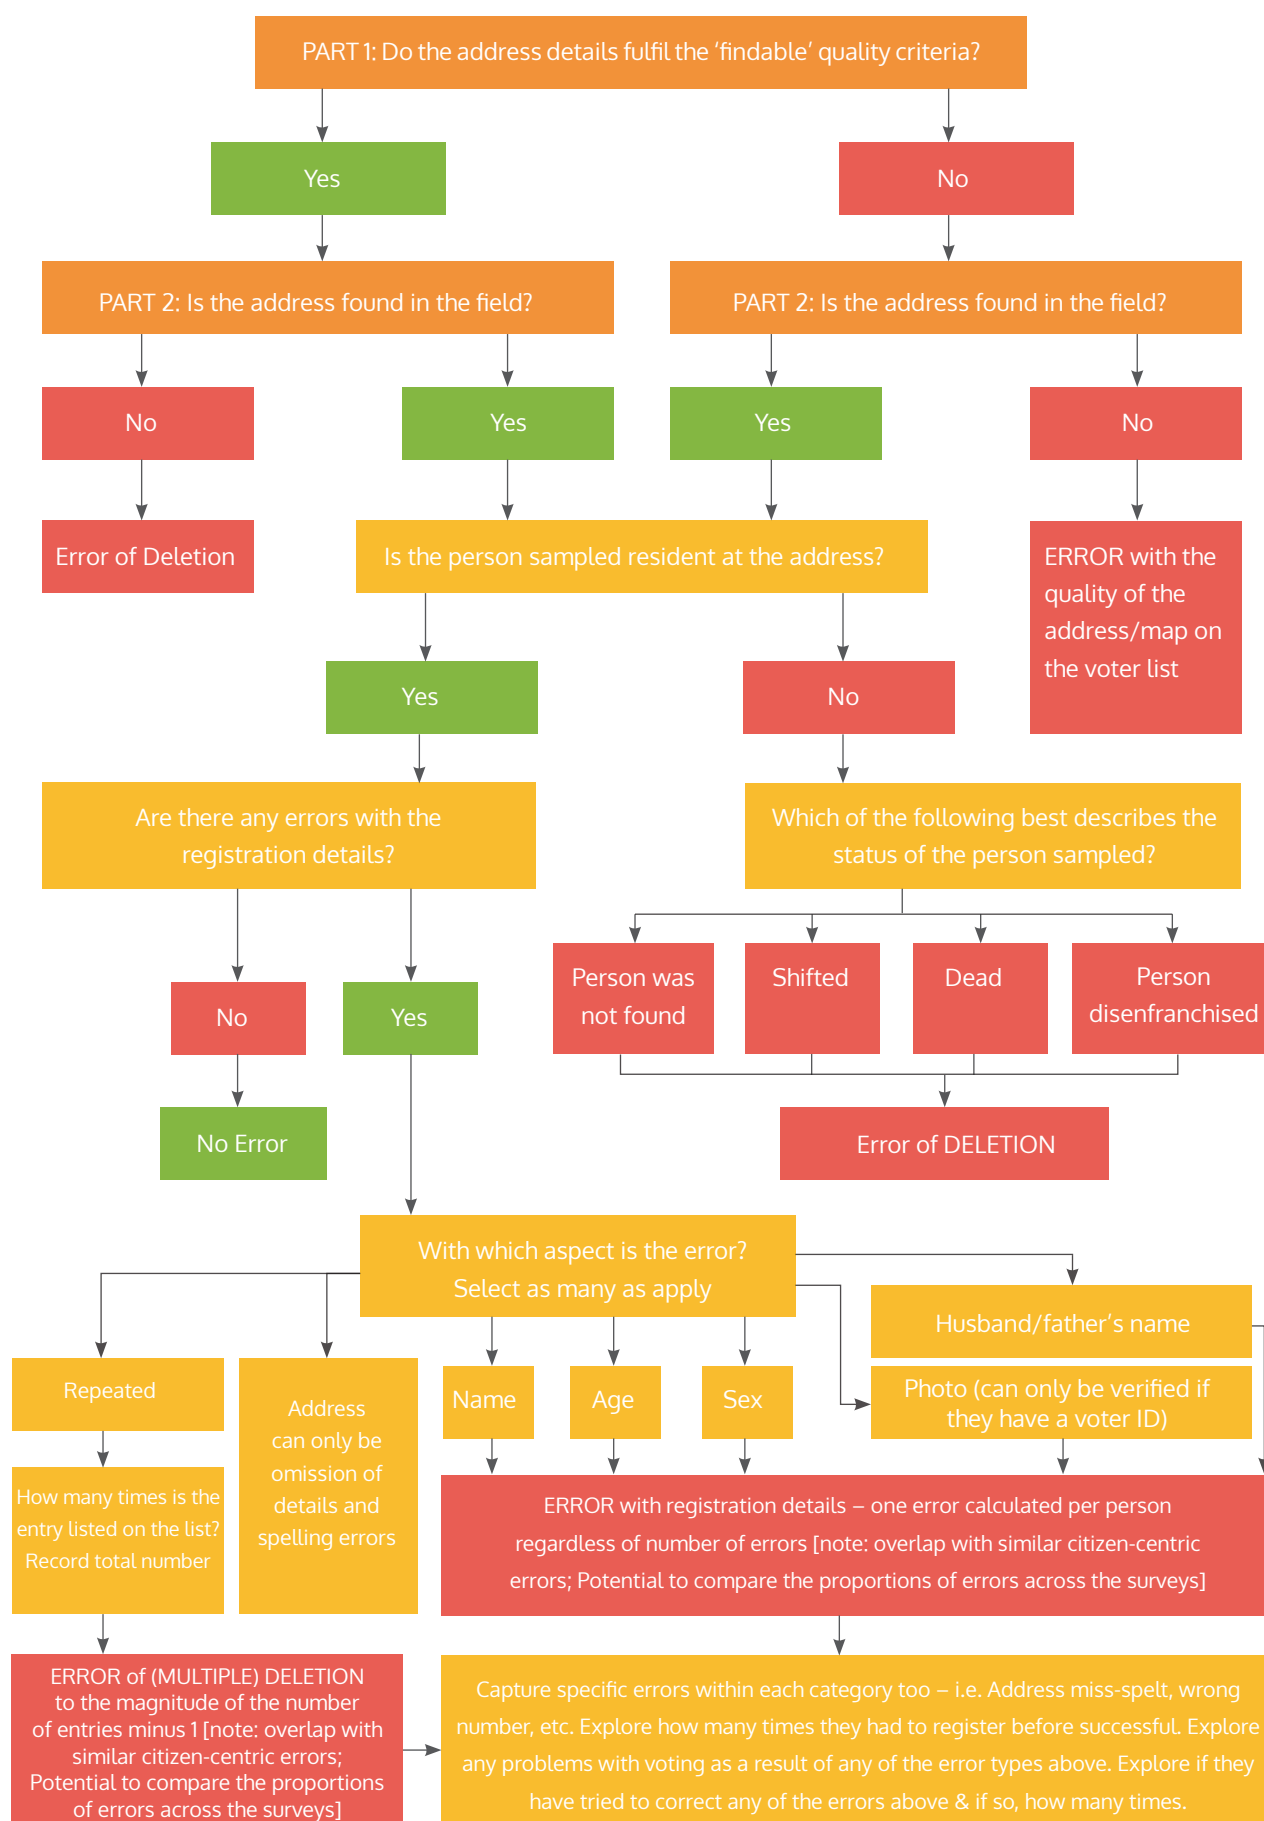 PART 1: Do the address details fulfil the ‘findable’ quality criteria?
Yes
No
PART 2: Is the address found in the field?
PART 2: Is the address found in the field?
No
Yes
Yes
No
Error of Deletion
Is the person sampled resident at the address?
ERROR with the
quality of the
address/map on
the voter list
Yes
No
Are there any errors with the
registration details?
Which of the following best describes the
status of the person sampled?
Person was
not found
Shifted
Dead
Person
disenfranchised
No
Yes
No Error
Error of DELETION
With which aspect is the error?
Select as many as apply
Husband/father’s name
Photo (can only be verified if
they have a voter ID)
Repeated
Address
can only be
omission of
details and
spelling errors
Name
Age
Sex
How many times is the
entry listed on the list?
Record total number
ERROR with registration details – one error calculated per person
regardless of number of errors [note: overlap with similar citizen-centric
errors; Potential to compare the proportions of errors across the surveys]
ERROR of (MULTIPLE) DELETION
to the magnitude of the number
of entries minus 1 [note: overlap with
similar citizen-centric errors;
Potential to compare the proportions
of errors across the surveys]
Capture specific errors within each category too – i.e. Address miss-spelt, wrong
number, etc. Explore how many times they had to register before successful. Explore
any problems with voting as a result of any of the error types above. Explore if they
have tried to correct any of the errors above & if so, how many times.